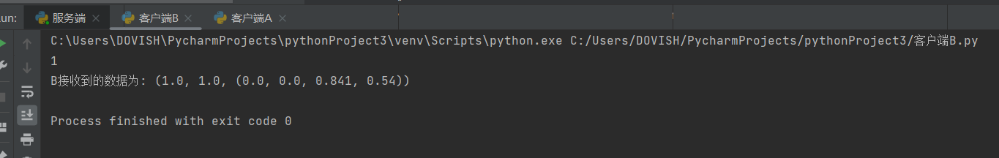 un: 服务端 客户端B 客户端A
C:\Users\DOVISH\PycharmProjects\pythonProject3\venv\Scripts\python.exe C:/Users/DOVISH/PycharmProjects/pythonProject3/客户端B.py
1
B接收到的数据为: (1.0, 1.0, (0.0, 0.0, 0.841, 0.54))
Process finished with exit code 0